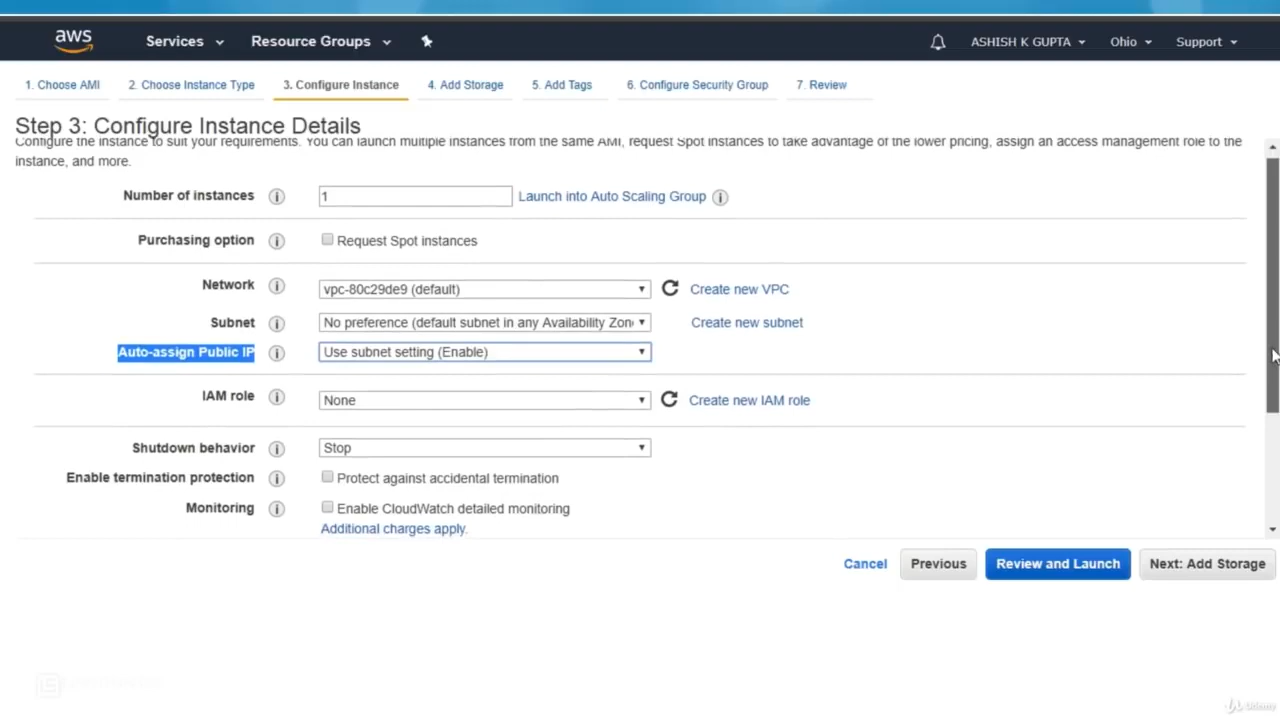 aws Services Resource Groups ASHISH K GUPTA Ohio Support
1. Choose AMI 2. Choose Instance Type 3. Configure Instance 4. Add Storage 5. Add Tags 6. Configure Security Group 7. Review
Step 3: Configure Instance Details
Configure the instance to suit your requirements. You can launch multiple instances from the same AMI, request Spot instances to take advantage of the lower pricing, assign an access management role to the
instance, and more.
Number of instances i 1 Launch into Auto Scaling Group i
Purchasing option i Request Spot instances
Network i vpc-80c29de9 (default) Create new VPC
Subnet i No preference (default subnet in any Availability Zon Create new subnet
Auto-assign Public IP i Use subnet setting (Enable)
IAM role i None Create new IAM role
Shutdown behavior i Stop
Enable termination protection i Protect against accidental termination
Monitoring i Enable CloudWatch detailed monitoring
Additional charges apply.
Cancel Previous Review and Launch Next: Add Storage
Udemy